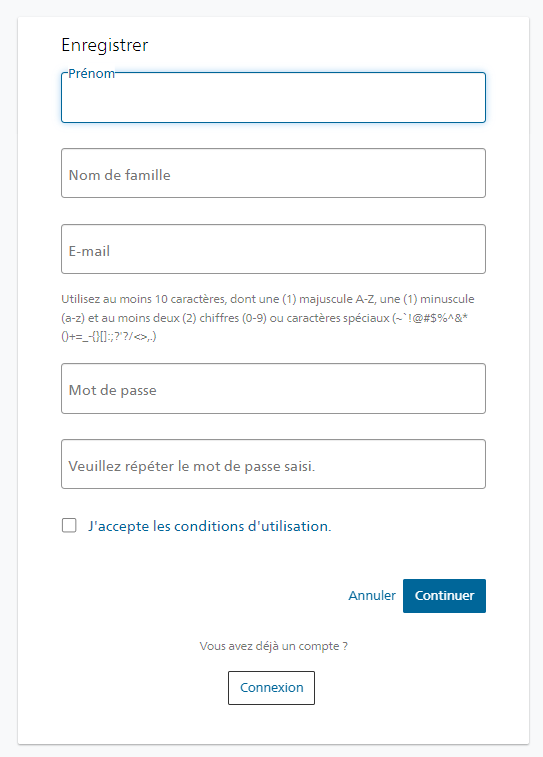 Enregistrer
Prénom
Nom de famille
E-mail
Utilisez au moins 10 caractères, dont une (1) majuscule A-Z, une (1) minuscule
(a-z) et au moins deux (2) chiffres (0-9) ou caractères spéciaux (~`!@#$%^&*
()+=_-{}[]:;?'?/<>,.)
Mot de passe
Veuillez répéter le mot de passe saisi.
J'accepte les conditions d'utilisation.
Annuler Continuer
Vous avez déjà un compte ?
Connexion